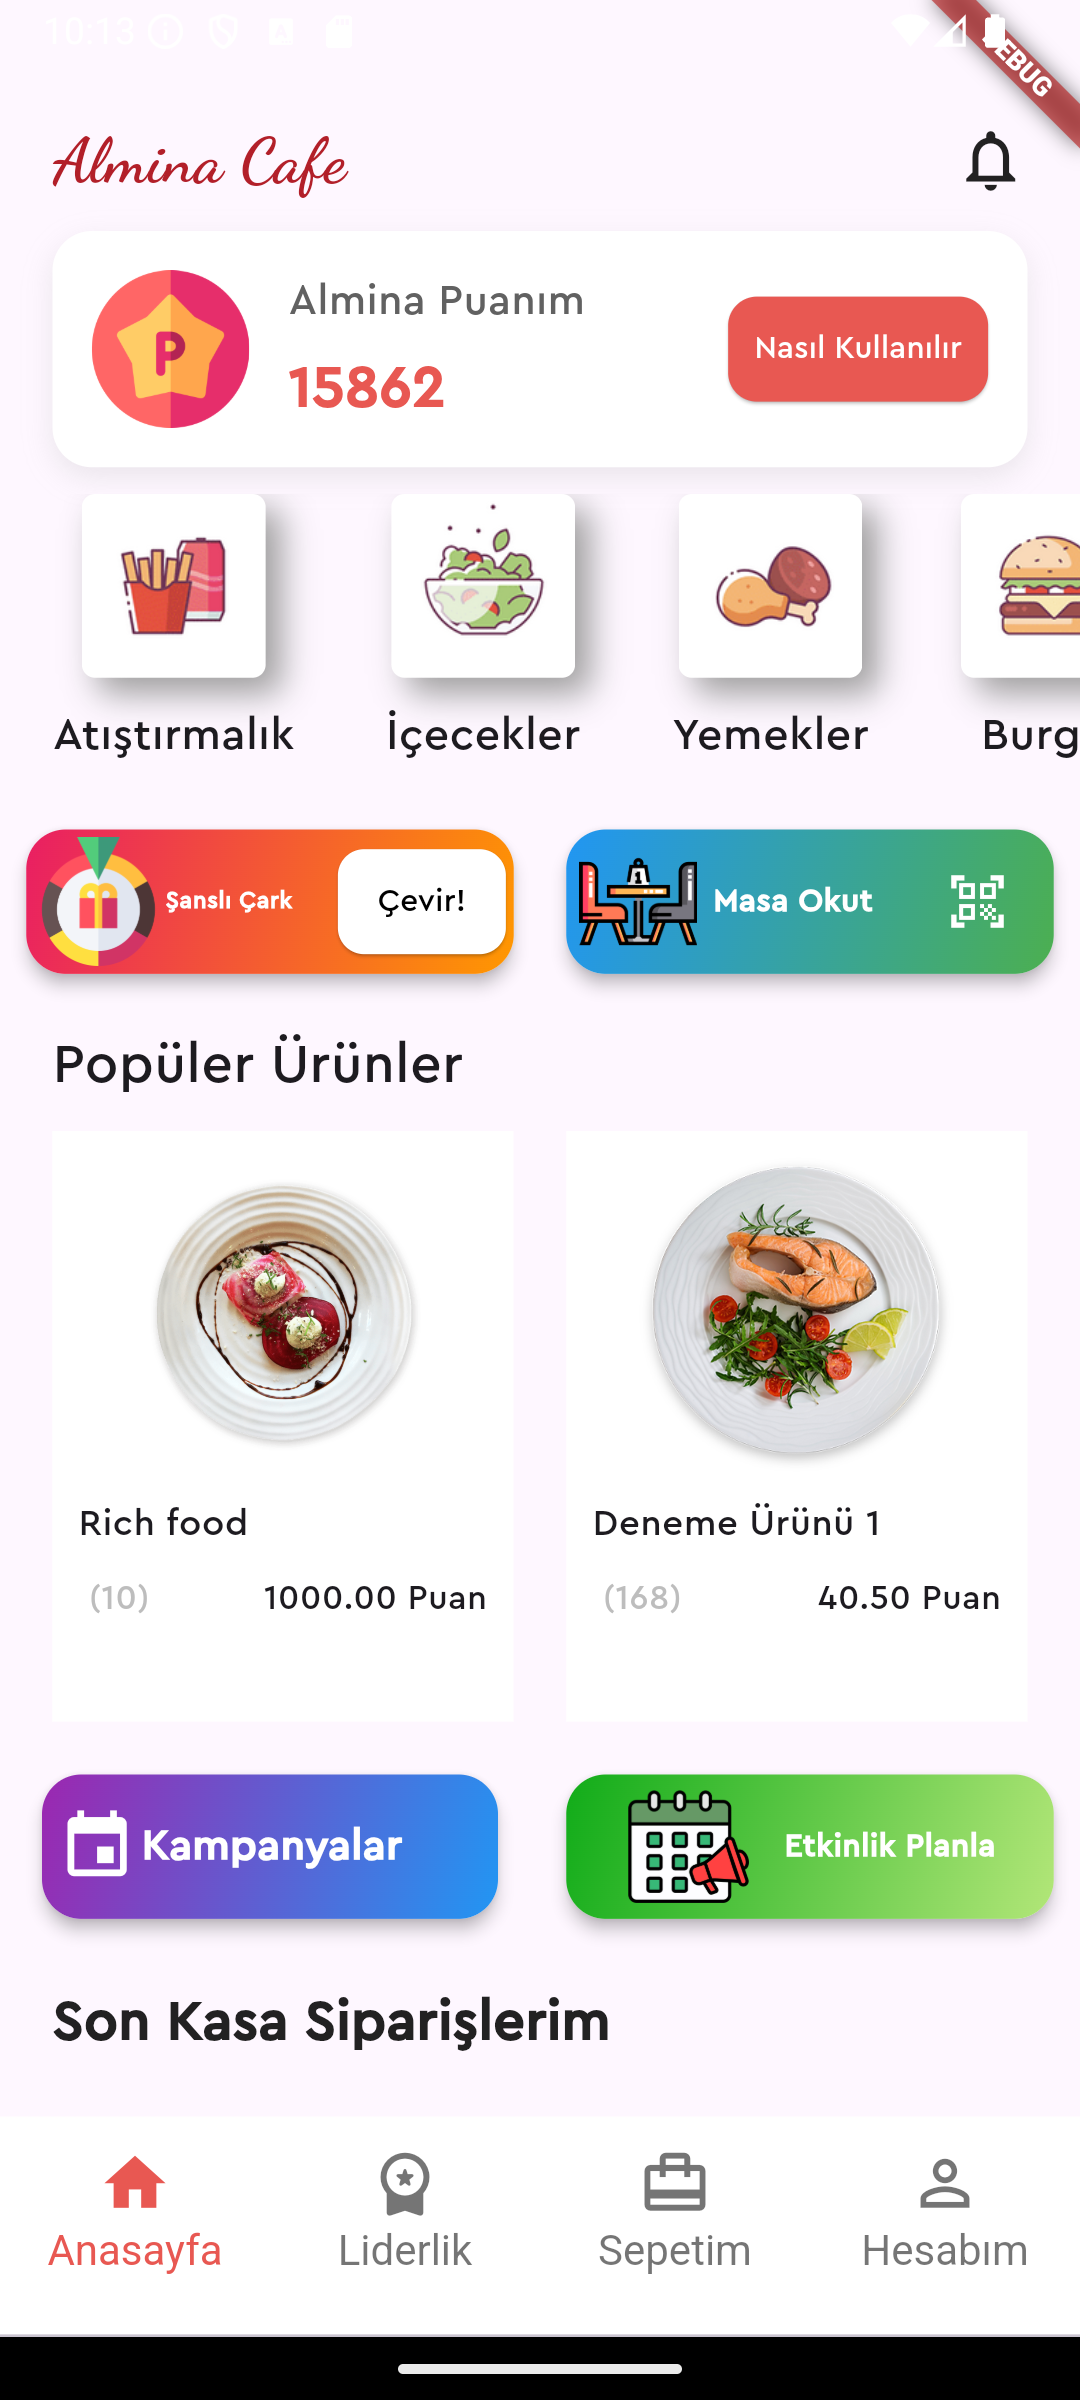 10:13
DEBUG
Almina Cafe
Almina Puanım
15862
Nasıl Kullanılır
Atıştırmalık
İçecekler
Yemekler
Burg
Şanslı Çark
Çevir!
Masa Okut
Popüler Ürünler
Rich food
(10)
1000.00 Puan
Deneme Ürünü 1
(168)
40.50 Puan
Kampanyalar
Etkinlik Planla
Son Kasa Siparişlerim
Anasayfa
Liderlik
Sepetim
Hesabım